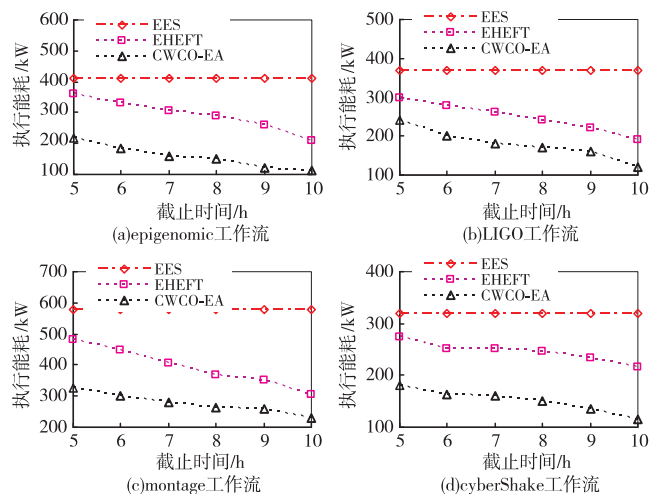 600
500
400
300
200
100
执行能耗/kW
EES
EHEFT
CWCO-EA
5 6 7 8 9 10
截止时间/h
(a)epigenomic工作流
500
400
300
200
100
执行能耗/kW
EES
EHEFT
CWCO-EA
5 6 7 8 9 10
截止时间/h
(b)LIGO工作流
700
600
500
400
300
200
执行能耗/kW
EES
EHEFT
CWCO-EA
5 6 7 8 9 10
截止时间/h
(c)montage工作流
400
300
200
100
执行能耗/kW
EES
EHEFT
CWCO-EA
5 6 7 8 9 10
截止时间/h
(d)cyberShake工作流